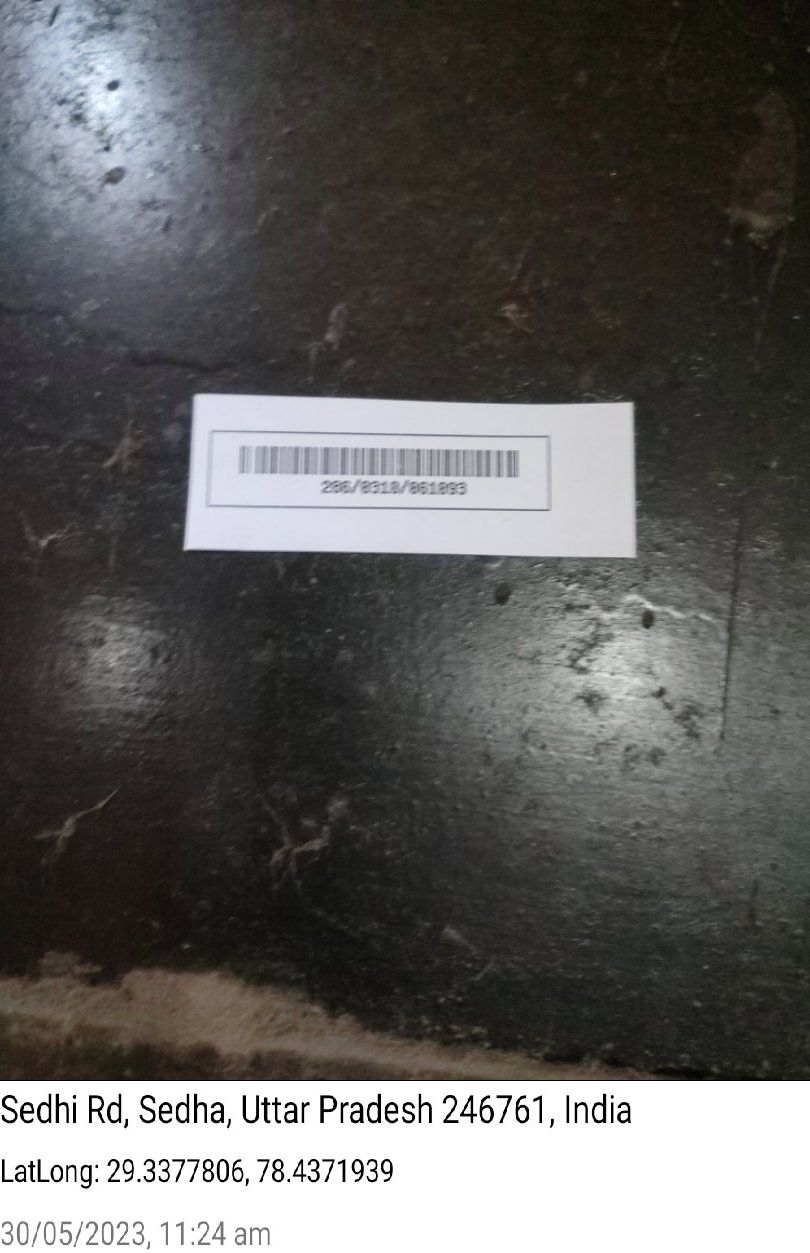 286/0310/061093
Sedhi Rd, Sedha, Uttar Pradesh 246761, India
LatLong: 29.3377806, 78.4371939
30/05/2023, 11:24 am